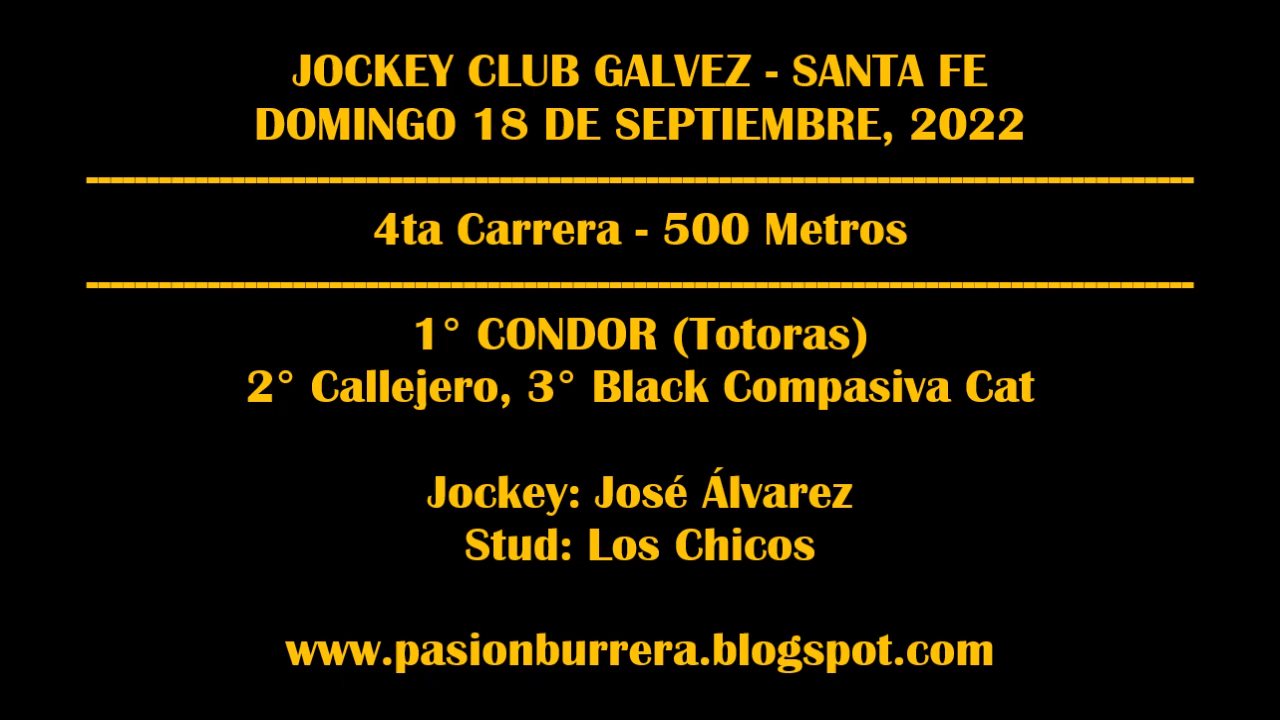 JOCKEY CLUB GALVEZ - SANTA FE
DOMINGO 18 DE SEPTIEMBRE, 2022
4ta Carrera - 500 Metros
1° CONDOR (Totoras)
2° Callejero, 3° Black Compasiva Cat
Jockey: José Álvarez
Stud: Los Chicos
www.pasionburrera.blogspot.com